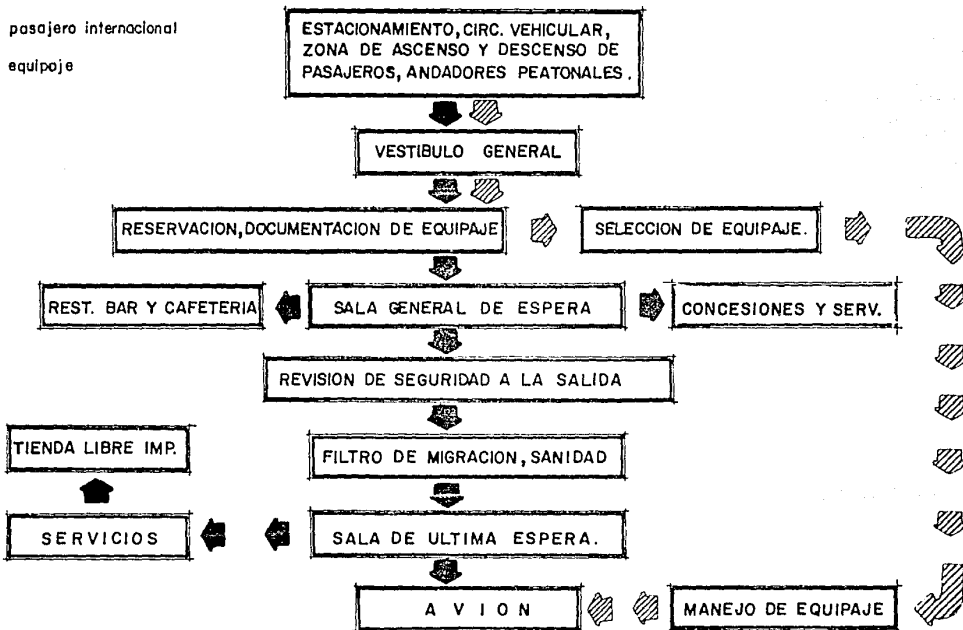 pasajero internacional
equipaje
ESTACIONAMIENTO, CIRC. VEHICULAR,
ZONA DE ASCENSO Y DESCENSO DE
PASAJEROS, ANDADORES PEATONALES.
VESTIBULO GENERAL
RESERVACION, DOCUMENTACION DE EQUIPAJE
SELECCION DE EQUIPAJE.
REST. BAR Y CAFETERIA
SALA GENERAL DE ESPERA
CONCESIONES Y SERV.
REVISION DE SEGURIDAD A LA SALIDA
TIENDA LIBRE IMP.
FILTRO DE MIGRACION, SANIDAD
SERVICIOS
SALA DE ULTIMA ESPERA.
AVION
MANEJO DE EQUIPAJE